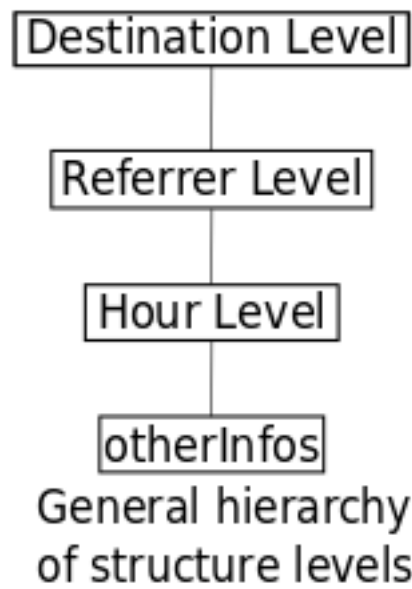 Destination Level
Referrer Level
Hour Level
otherInfos
General hierarchy
of structure levels